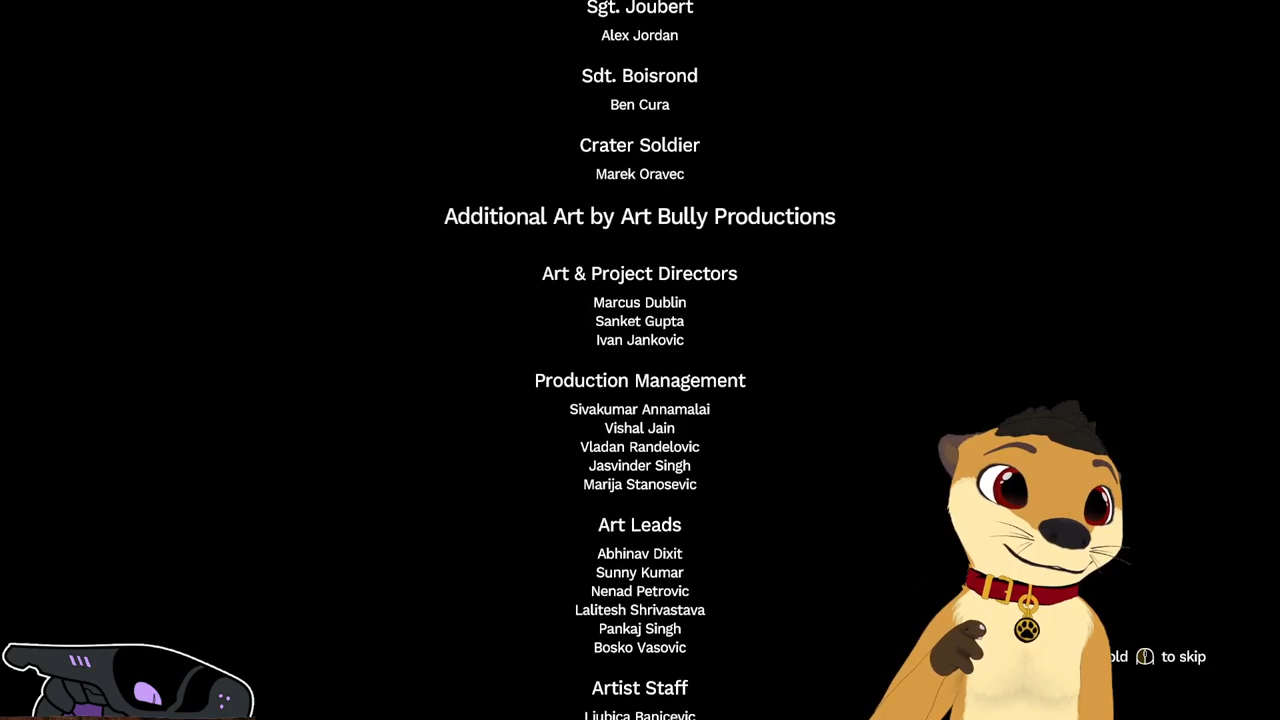 Sgt. Joubert
Alex Jordan
Sdt. Boisrond
Ben Cura
Crater Soldier
Marek Oravec
Additional Art by Art Bully Productions
Art & Project Directors
Marcus Dublin
Sanket Gupta
Ivan Jankovic
Production Management
Sivakumar Annamalai
Vishal Jain
Vladan Randelovic
Jasvinder Singh
Marija Stanosevic
Art Leads
Abhinav Dixit
Sunny Kumar
Nenad Petrovic
Lalitesh Shrivastava
Pankaj Singh
Bosko Vasovic
to skip
Artist Staff
Ljubica Banicevic